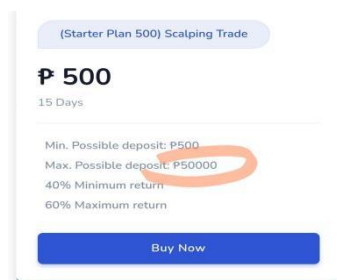 (Starter Plan 500) Scalping Trade
₱ 500
15 Days
Min. Possible deposit: ₱500
Max. Possible deposit: ₱50000
40% Minimum return
60% Maximum return
Buy Now